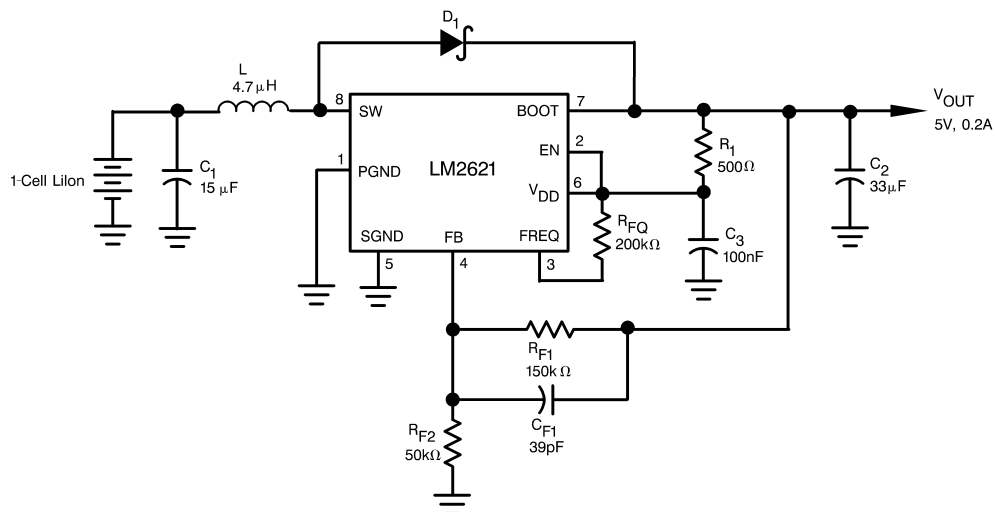 D1
L
4.7μH
8
SW
BOOT
7
VOUT
5V, 0.2A
1-Cell LiIon
C1
15 μF
1
PGND
LM2621
EN
2
VDD
6
R1
500Ω
C2
33μF
SGND
FB
FREQ
RFQ
200kΩ
C3
100nF
5
4
3
RF1
150kΩ
CF1
39pF
RF2
50kΩ